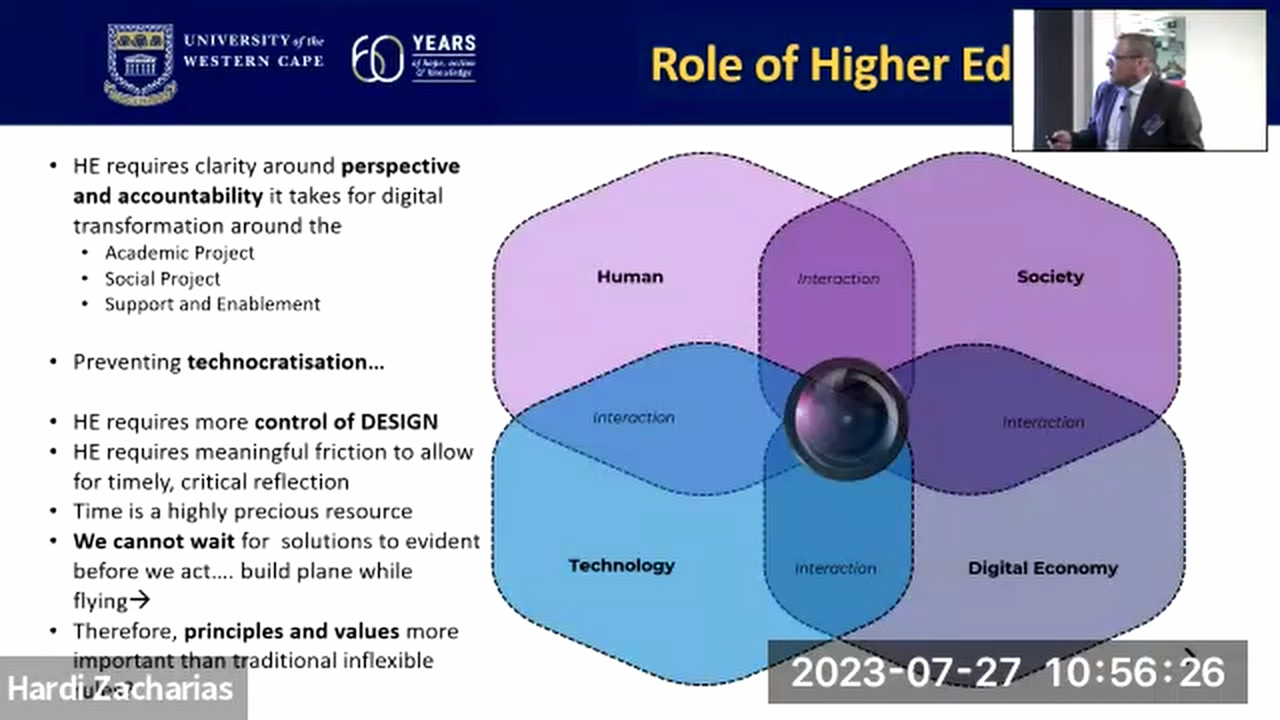 UNIVERSITY of the
WESTERN CAPE
60 YEARS
of hope, action
& knowledge
Role of Higher Ed
• HE requires clarity around perspective
and accountability it takes for digital
transformation around the
• Academic Project
• Social Project
• Support and Enablement
• Preventing technocratisation...
• HE requires more control of DESIGN
• HE requires meaningful friction to allow
for timely, critical reflection
• Time is a highly precious resource
• We cannot wait for solutions to evident
before we act.... build plane while
flying→
• Therefore, principles and values more
important than traditional inflexible
Human
Interaction
Society
Interaction
Interaction
Technology
Interaction
Digital Economy
Hardi Zacharias
2023-07-27 10:56:26